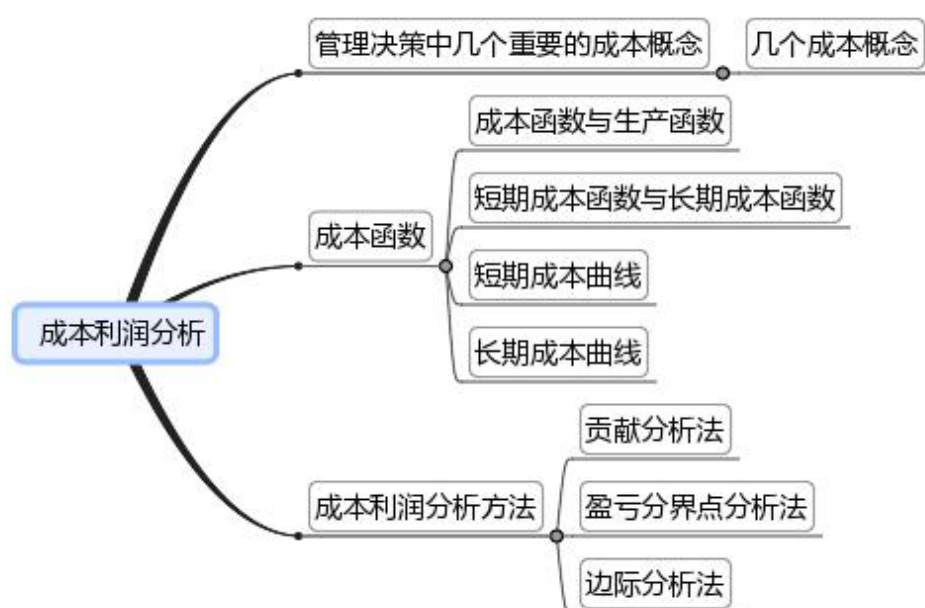 管理决策中几个重要的成本概念
几个成本概念
成本函数与生产函数
短期成本函数与长期成本函数
成本函数
短期成本曲线
成本利润分析
长期成本曲线
贡献分析法
成本利润分析方法
盈亏分界点分析法
边际分析法